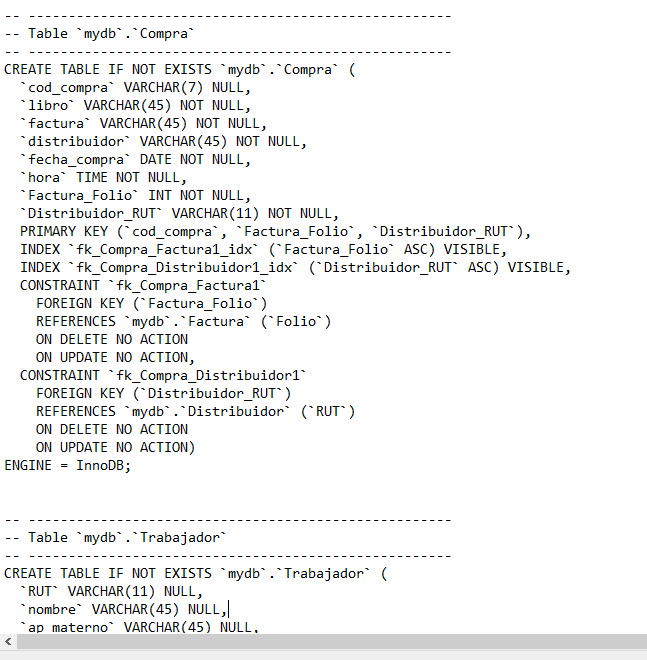 -- -----------------------------------------------------
-- Table `mydb`.`Compra`
-- -----------------------------------------------------
CREATE TABLE IF NOT EXISTS `mydb`.`Compra` (
  `cod_compra` VARCHAR(7) NULL,
  `libro` VARCHAR(45) NOT NULL,
  `factura` VARCHAR(45) NOT NULL,
  `distribuidor` VARCHAR(45) NOT NULL,
  `fecha_compra` DATE NOT NULL,
  `hora` TIME NOT NULL,
  `Factura_Folio` INT NOT NULL,
  `Distribuidor_RUT` VARCHAR(11) NOT NULL,
  PRIMARY KEY (`cod_compra`, `Factura_Folio`, `Distribuidor_RUT`),
  INDEX `fk_Compra_Factura1_idx` (`Factura_Folio` ASC) VISIBLE,
  INDEX `fk_Compra_Distribuidor1_idx` (`Distribuidor_RUT` ASC) VISIBLE,
  CONSTRAINT `fk_Compra_Factura1`
    FOREIGN KEY (`Factura_Folio`)
    REFERENCES `mydb`.`Factura` (`Folio`)
    ON DELETE NO ACTION
    ON UPDATE NO ACTION,
  CONSTRAINT `fk_Compra_Distribuidor1`
    FOREIGN KEY (`Distribuidor_RUT`)
    REFERENCES `mydb`.`Distribuidor` (`RUT`)
    ON DELETE NO ACTION
    ON UPDATE NO ACTION)
ENGINE = InnoDB;
-- -----------------------------------------------------
-- Table `mydb`.`Trabajador`
-- -----------------------------------------------------
CREATE TABLE IF NOT EXISTS `mydb`.`Trabajador` (
  `RUT` VARCHAR(11) NULL,
  `nombre` VARCHAR(45) NULL,
  `ap_materno` VARCHAR(45) NULL,